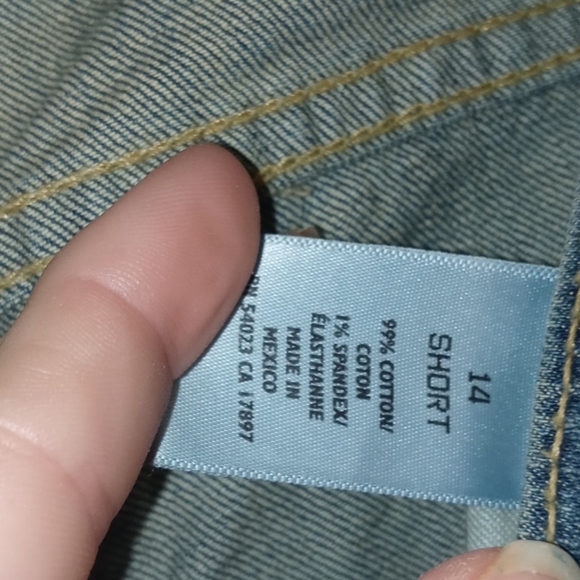 14
SHORT
99% COTTON/
COTON
1% SPANDEX/
ÉLASTHANNE
MADE IN
MEXICO
RN 54023 CA 17897